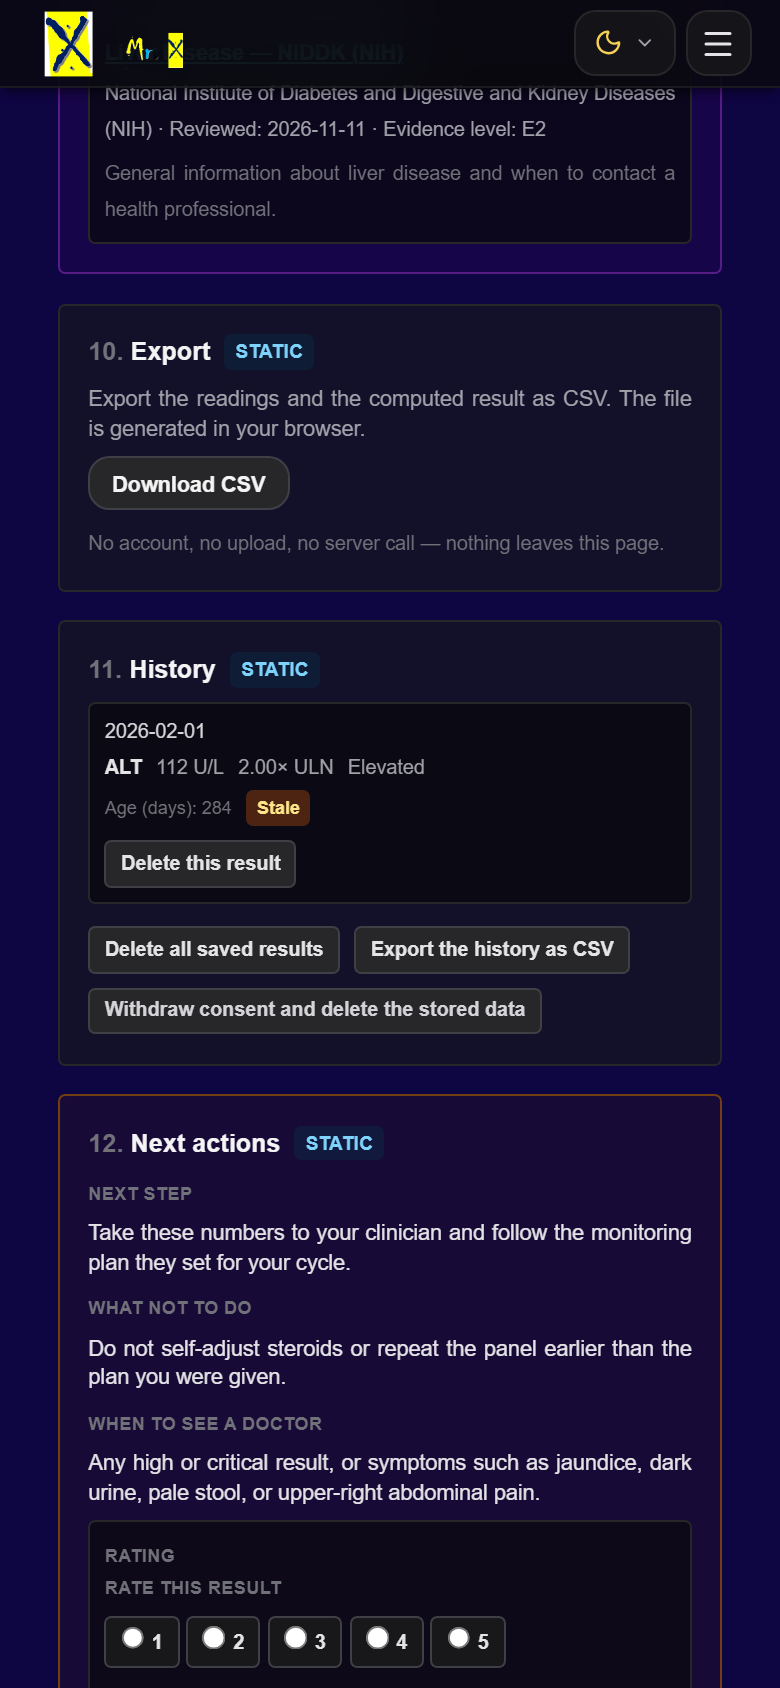 X Mr. X
Liver Disease — NIDDK (NIH)
National Institute of Diabetes and Digestive and Kidney Diseases
(NIH) · Reviewed: 2026-11-11 · Evidence level: E2
General information about liver disease and when to contact a
health professional.
10. Export STATIC
Export the readings and the computed result as CSV. The file
is generated in your browser.
Download CSV
No account, no upload, no server call — nothing leaves this page.
11. History STATIC
2026-02-01
ALT 112 U/L 2.00× ULN Elevated
Age (days): 284 Stale
Delete this result
Delete all saved results Export the history as CSV
Withdraw consent and delete the stored data
12. Next actions STATIC
NEXT STEP
Take these numbers to your clinician and follow the monitoring
plan they set for your cycle.
WHAT NOT TO DO
Do not self-adjust steroids or repeat the panel earlier than the
plan you were given.
WHEN TO SEE A DOCTOR
Any high or critical result, or symptoms such as jaundice, dark
urine, pale stool, or upper-right abdominal pain.
RATING
RATE THIS RESULT
1 2 3 4 5